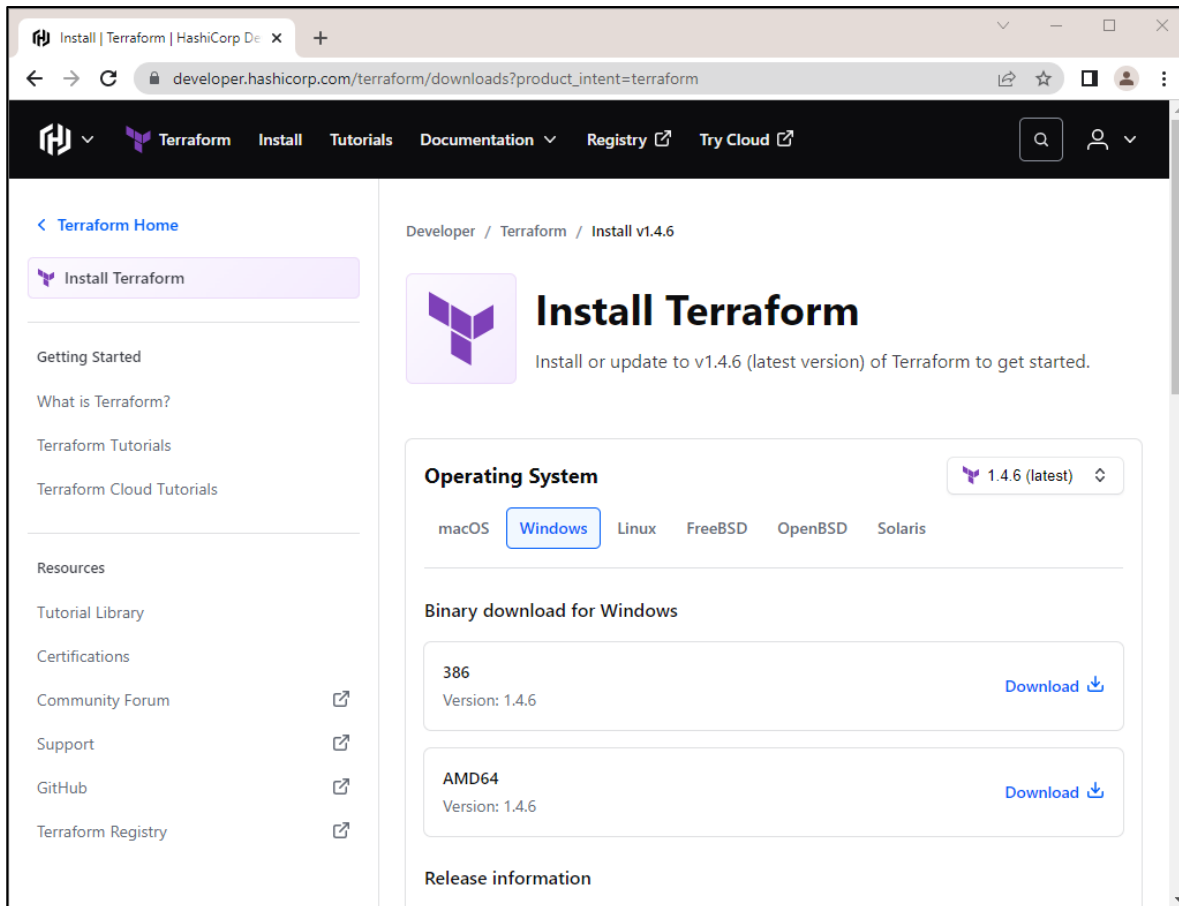 Install | Terraform | HashiCorp De
developer.hashicorp.com/terraform/downloads?product_intent=terraform
Terraform Install Tutorials Documentation Registry Try Cloud
Terraform Home
Install Terraform
Getting Started
What is Terraform?
Terraform Tutorials
Terraform Cloud Tutorials
Resources
Tutorial Library
Certifications
Community Forum
Support
GitHub
Terraform Registry
Developer / Terraform / Install v1.4.6
Install Terraform
Install or update to v1.4.6 (latest version) of Terraform to get started.
Operating System
1.4.6 (latest)
macOS Windows Linux FreeBSD OpenBSD Solaris
Binary download for Windows
386
Version: 1.4.6
Download
AMD64
Version: 1.4.6
Download
Release information